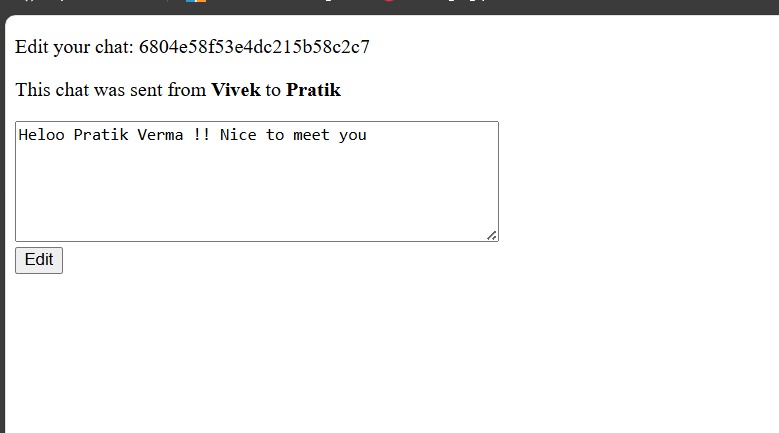 Edit your chat: 6804e58f53e4dc215b58c2c7
This chat was sent from Vivek to Pratik
Heloo Pratik Verma !! Nice to meet you
Edit